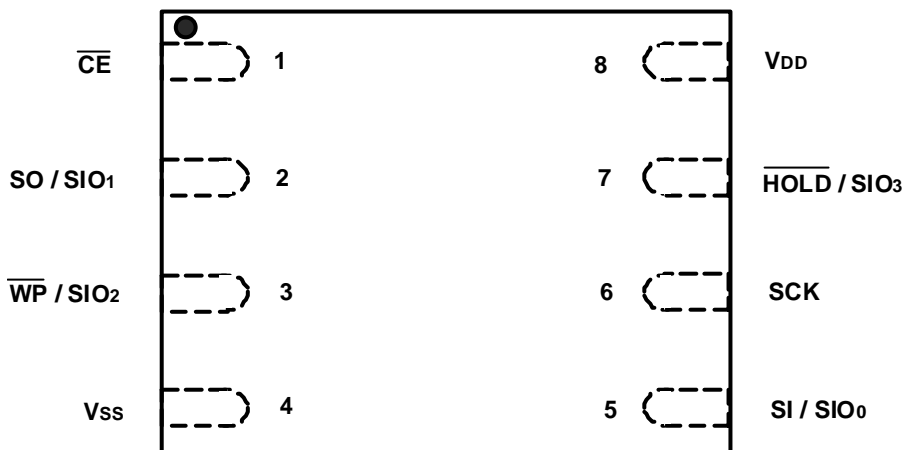 CE 1 8 VDD
SO / SIO1 2 7 HOLD / SIO3
WP / SIO2 3 6 SCK
VSS 4 5 SI / SIO0